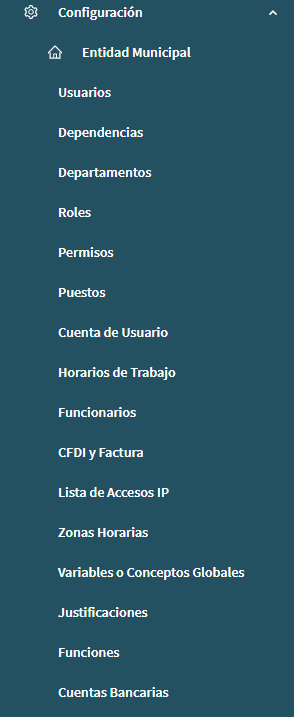 Configuración
Entidad Municipal
Usuarios
Dependencias
Departamentos
Roles
Permisos
Puestos
Cuenta de Usuario
Horarios de Trabajo
Funcionarios
CFDI y Factura
Lista de Accesos IP
Zonas Horarias
Variables o Conceptos Globales
Justificaciones
Funciones
Cuentas Bancarias